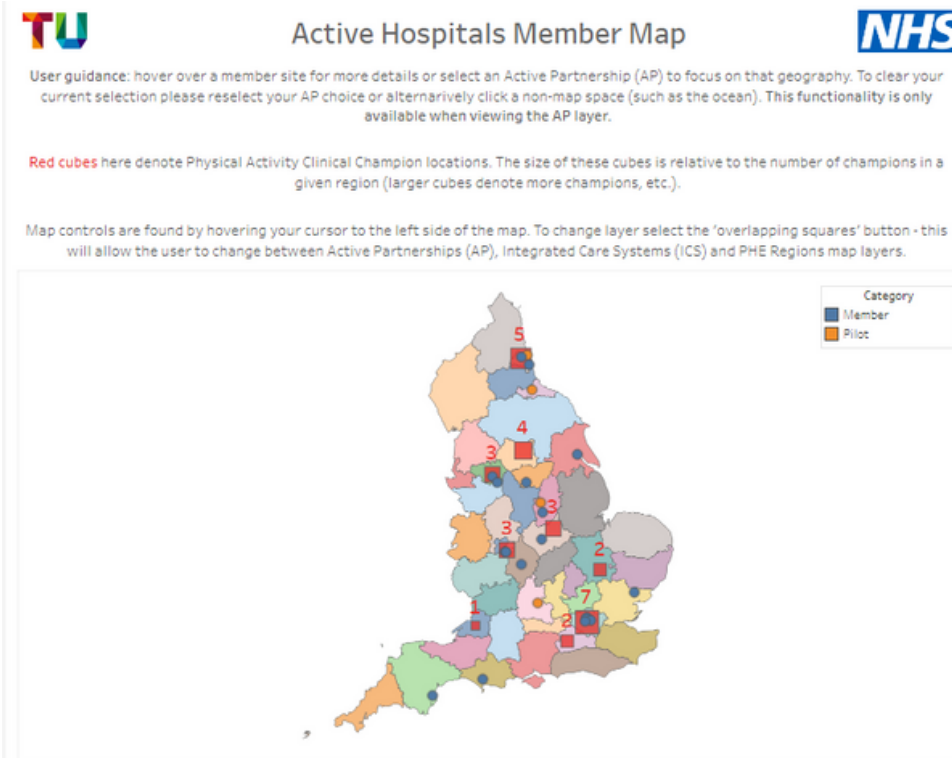 TU
Active Hospitals Member Map
NHS
User guidance: hover over a member site for more details or select an Active Partnership (AP) to focus on that geography. To clear your
current selection please reselect your AP choice or alternarively click a non-map space (such as the ocean). This functionality is only
available when viewing the AP layer.
Red cubes here denote Physical Activity Clinical Champion locations. The size of these cubes is relative to the number of champions in a
given region (larger cubes denote more champions, etc.).
Map controls are found by hovering your cursor to the left side of the map. To change layer select the 'overlapping squares' button - this
will allow the user to change between Active Partnerships (AP), Integrated Care Systems (ICS) and PHE Regions map layers.
Category
Member
Pilot
5
4
3
3
3
2
7
1
2